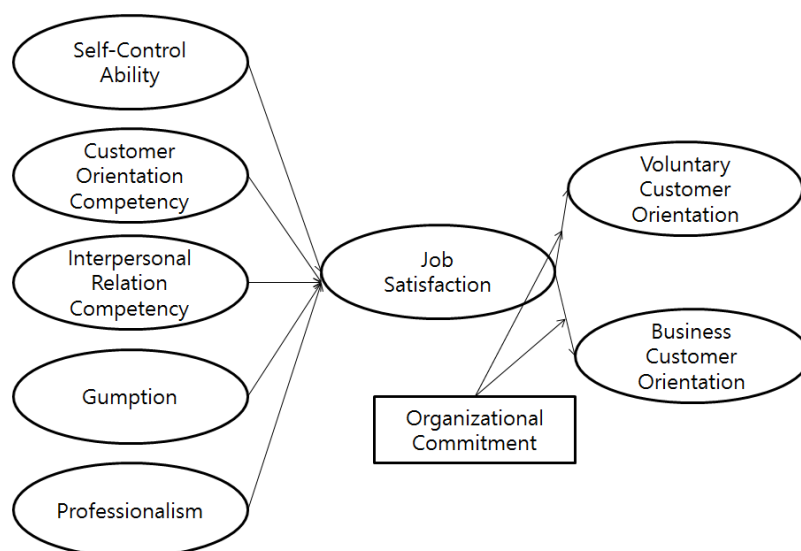 Self-Control
Ability
Customer
Orientation
Competency
Interpersonal
Relation
Competency
Gumption
Professionalism
Job
Satisfaction
Organizational
Commitment
Voluntary
Customer
Orientation
Business
Customer
Orientation